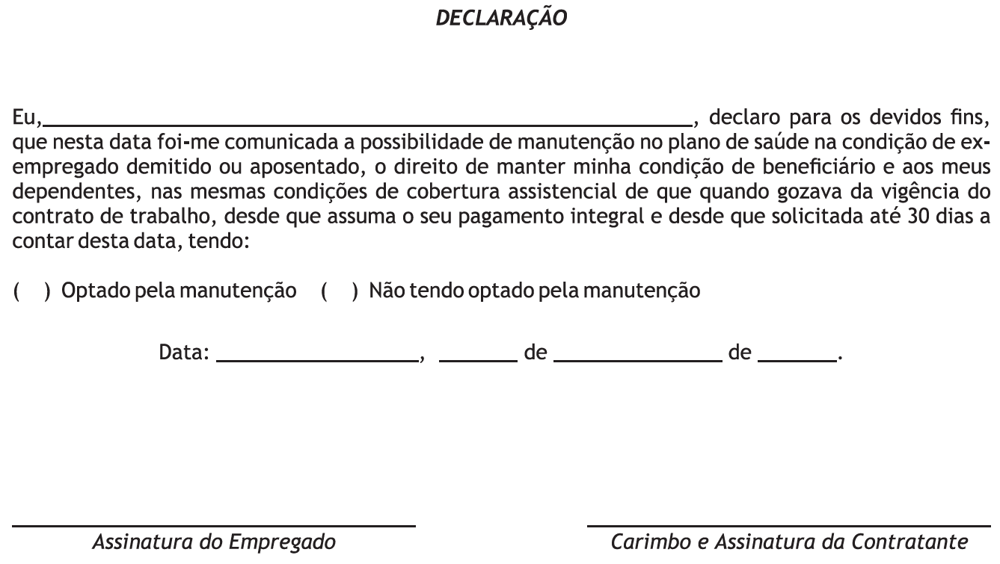 DECLARAÇÃO
Eu,______________________________________________________, declaro para os devidos fins,
que nesta data foi-me comunicada a possibilidade de manutenção no plano de saúde na condição de ex-
empregado demitido ou aposentado, o direito de manter minha condição de beneficiário e aos meus
dependentes, nas mesmas condições de cobertura assistencial de que quando gozava da vigência do
contrato de trabalho, desde que assuma o seu pagamento integral e desde que solicitada até 30 dias a
contar desta data, tendo:
( ) Optado pela manutenção ( ) Não tendo optado pela manutenção
Data: _________________, ______ de ______________ de ______.
Assinatura do Empregado
Carimbo e Assinatura da Contratante